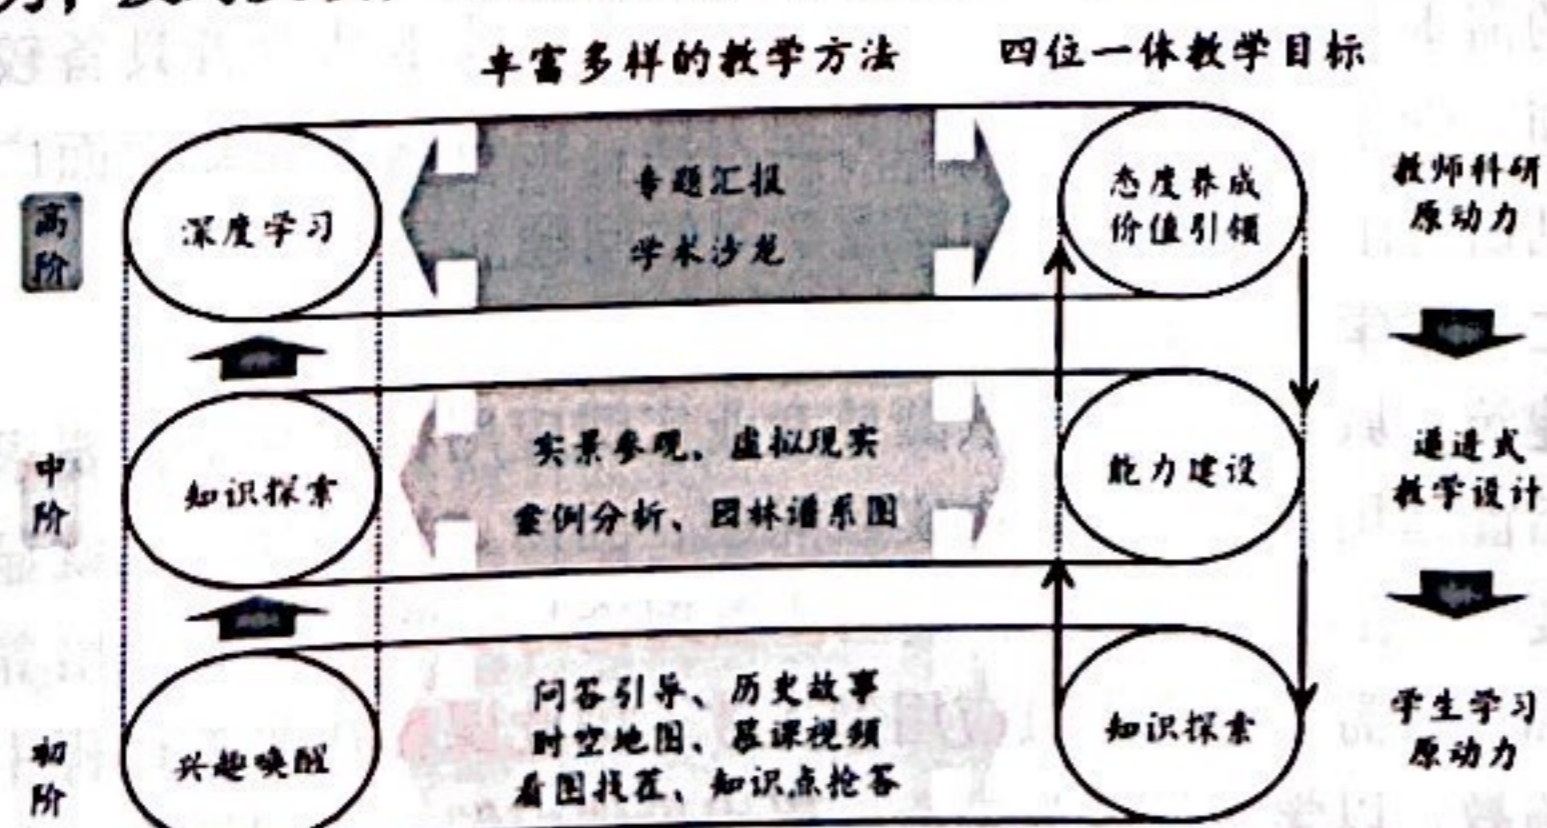 丰富多样的教学方法
四位一体教学目标
高阶
深度学习
专题汇报
学术沙龙
态度养成
价值引领
教师科研
原动力
中阶
知识探索
实景参观、虚拟现实
案例分析、园林谱系图
能力建设
递进式
教学设计
初阶
兴趣唤醒
问答引导、历史故事
时空地图、慕课视频
看图找茬、知识点抢答
知识探索
学生学习
原动力